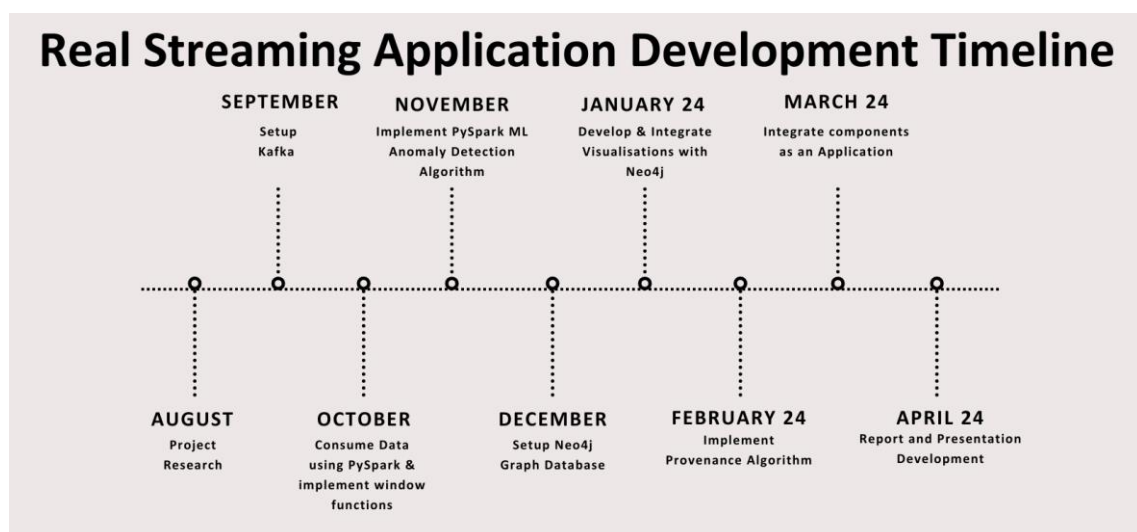 Real Streaming Application Development Timeline
SEPTEMBER
Setup
Kafka
NOVEMBER
Implement PySpark ML
Anomaly Detection
Algorithm
JANUARY 24
Develop & Integrate
Visualisations with
Neo4j
MARCH 24
Integrate components
as an Application
AUGUST
Project
Research
OCTOBER
Consume Data
using PySpark &
implement window
functions
DECEMBER
Setup Neo4j
Graph Database
FEBRUARY 24
Implement
Provenance Algorithm
APRIL 24
Report and Presentation
Development